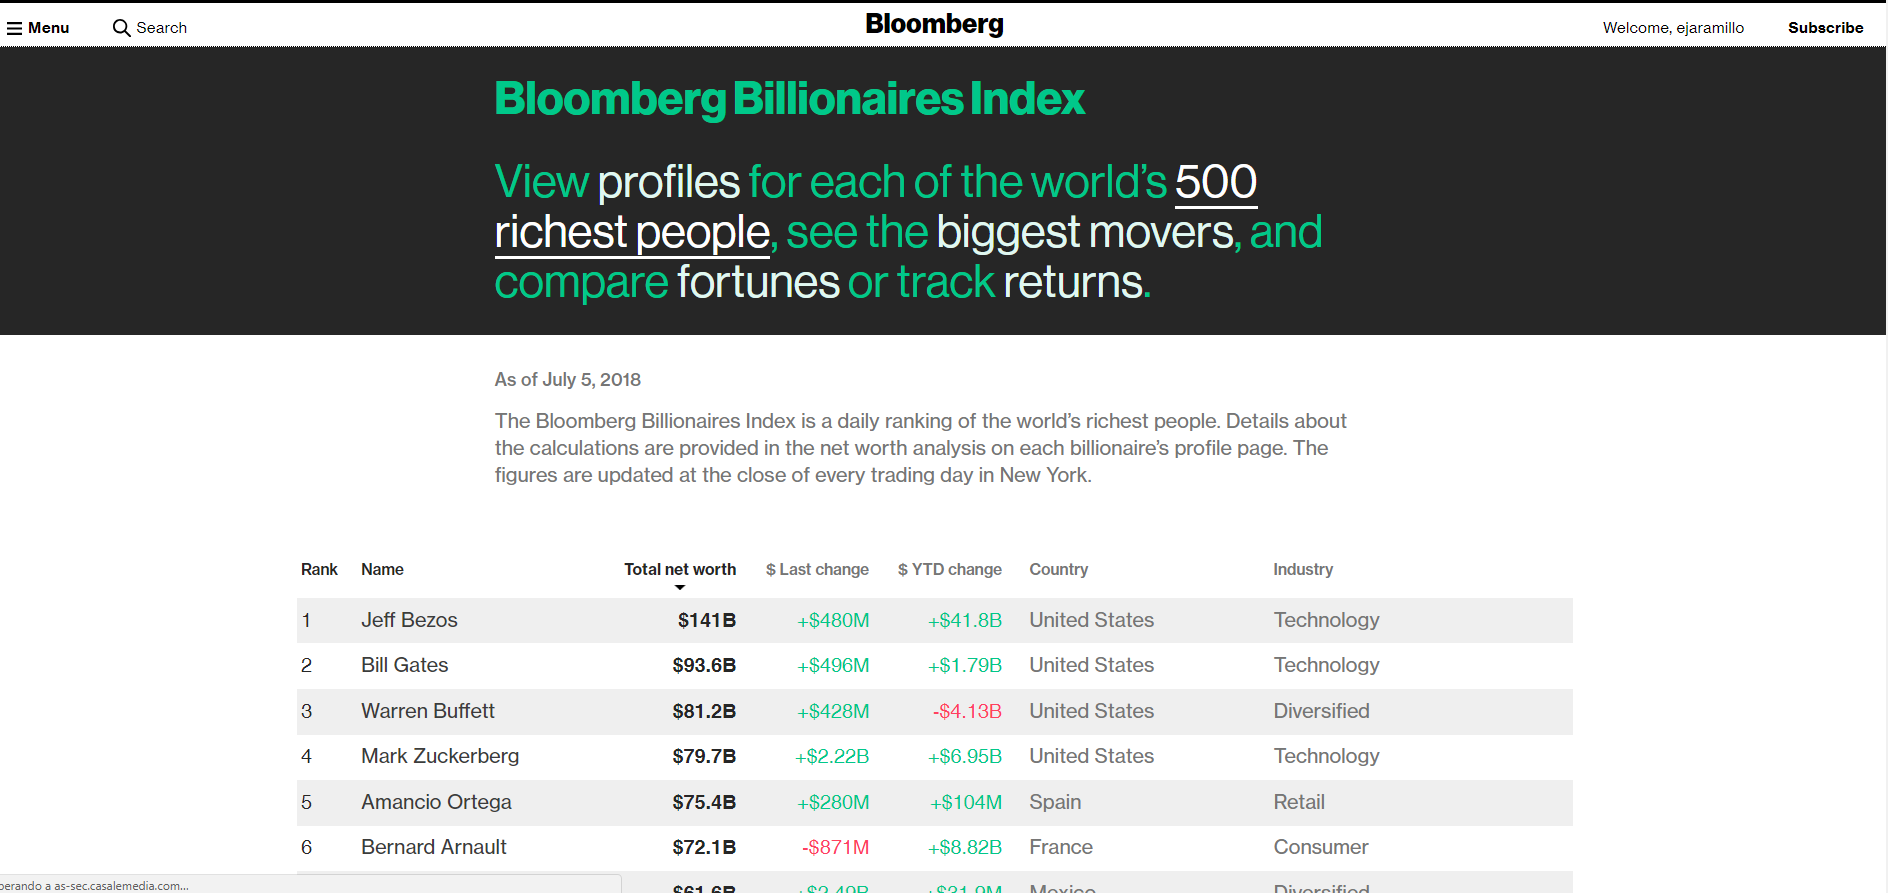 Menu Search Bloomberg Welcome, ejaramillo Subscribe
Bloomberg Billionaires Index
View profiles for each of the world's 500
richest people, see the biggest movers, and
compare fortunes or track returns.
As of July 5, 2018
The Bloomberg Billionaires Index is a daily ranking of the world's richest people. Details about
the calculations are provided in the net worth analysis on each billionaire's profile page. The
figures are updated at the close of every trading day in New York.
Rank Name Total net worth $ Last change $ YTD change Country Industry
1 Jeff Bezos $141B +$480M +$41.8B United States Technology
2 Bill Gates $93.6B +$496M +$1.79B United States Technology
3 Warren Buffett $81.2B +$428M -$4.13B United States Diversified
4 Mark Zuckerberg $79.7B +$2.22B +$6.95B United States Technology
5 Amancio Ortega $75.4B +$280M +$104M Spain Retail
6 Bernard Arnault $72.1B -$871M +$8.82B France Consumer
Mexico Diversified
perando a as-sec.casalemedia.com...